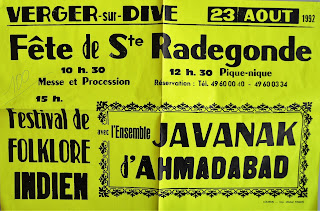 VERGER-sur-DIVE 23 AOUT 1992
Fête de Ste Radegonde
10 h. 30 12 h. 30 Pique-nique
Messe et Procession Réservation : Tél. 49 60 00 40 - 49 60 03 34
15 h.
Festival de
FOLKLORE
INDIEN
avec l'Ensemble JAVANAK
d'AHMADABAD